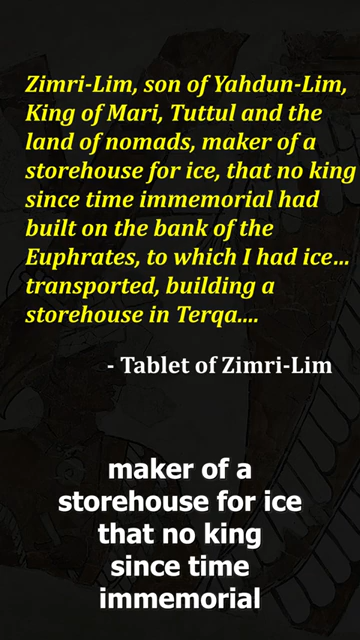 Zimri-Lim, son of Yahdun-Lim,
King of Mari, Tuttul and the
land of nomads, maker of a
storehouse for ice, that no king
since time immemorial had
built on the bank of the
Euphrates, to which I had ice...
transported, building a
storehouse in Terqa....
- Tablet of Zimri-Lim
maker of a
storehouse for ice
that no king
since time
immemorial